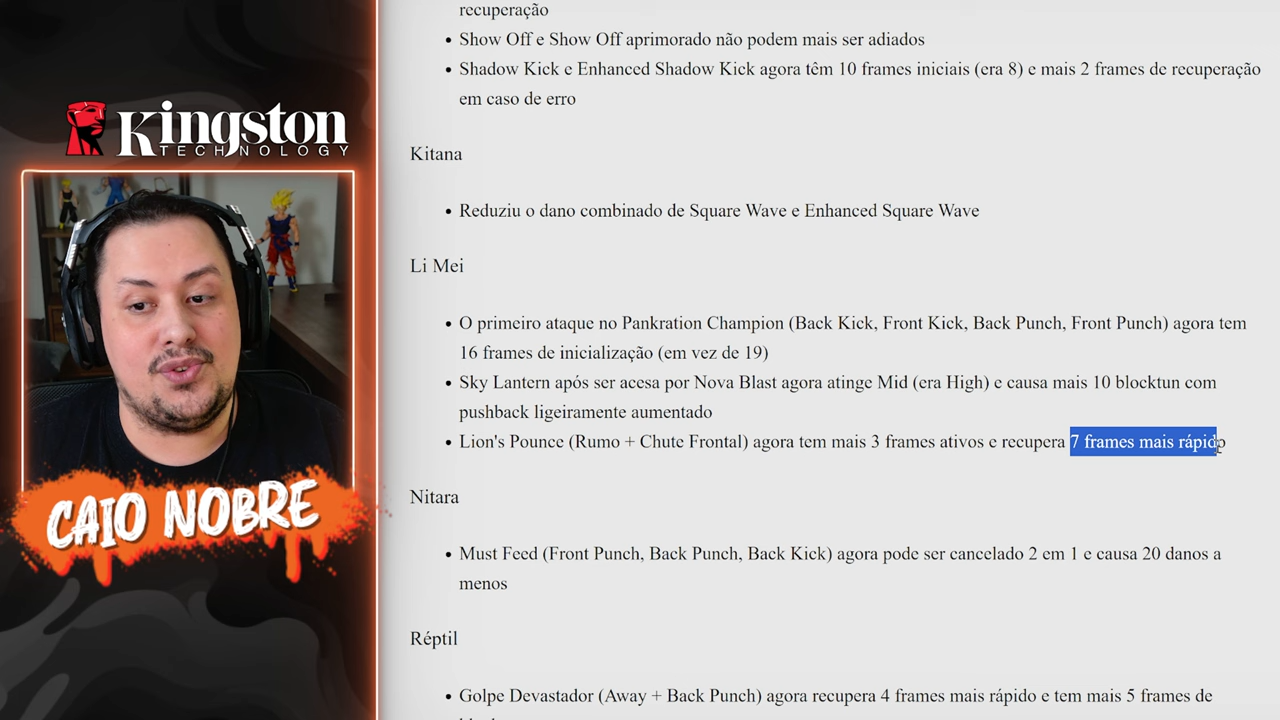 Kingston
TECHNOLOGY
CAIO NOBRE
recuperação
• Show Off e Show Off aprimorado não podem mais ser adiados
• Shadow Kick e Enhanced Shadow Kick agora têm 10 frames iniciais (era 8) e mais 2 frames de recuperação
em caso de erro
Kitana
• Reduziu o dano combinado de Square Wave e Enhanced Square Wave
Li Mei
• O primeiro ataque no Pankration Champion (Back Kick, Front Kick, Back Punch, Front Punch) agora tem
16 frames de inicialização (em vez de 19)
• Sky Lantern após ser acesa por Nova Blast agora atinge Mid (era High) e causa mais 10 blocktun com
pushback ligeiramente aumentado
• Lion's Pounce (Rumo + Chute Frontal) agora tem mais 3 frames ativos e recupera 7 frames mais rápido
Nitara
• Must Feed (Front Punch, Back Punch, Back Kick) agora pode ser cancelado 2 em 1 e causa 20 danos a
menos
Réptil
• Golpe Devastador (Away + Back Punch) agora recupera 4 frames mais rápido e tem mais 5 frames de